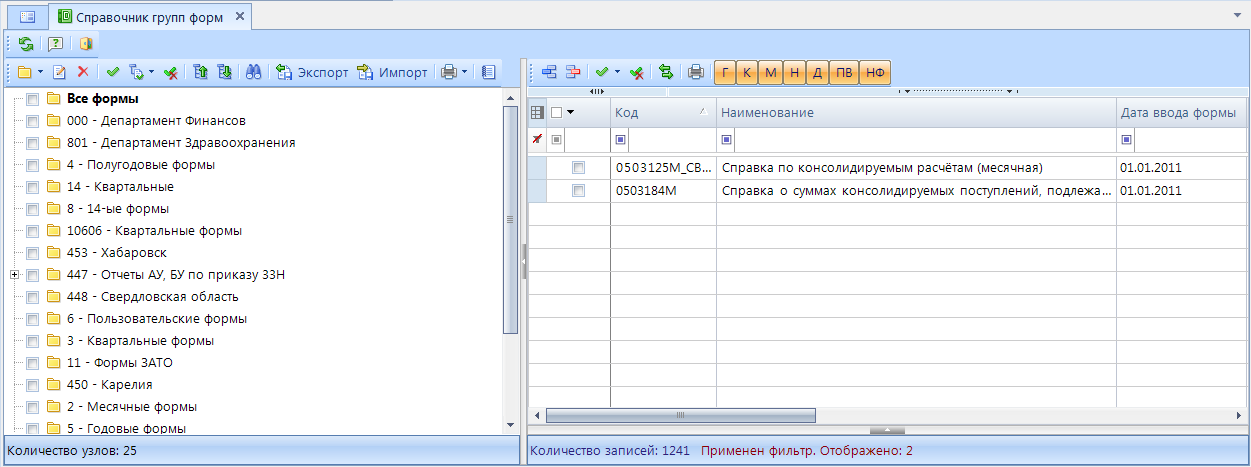 Справочник групп форм
Экспорт Импорт
Г К М Н Д ПВ НФ
Все формы
000 - Департамент Финансов
801 - Департамент Здравоохранения
4 - Полугодовые формы
14 - Квартальные
8 - 14-ые формы
10606 - Квартальные формы
453 - Хабаровск
447 - Отчеты АУ, БУ по приказу 33Н
448 - Свердловская область
6 - Пользовательские формы
3 - Квартальные формы
11 - Формы ЗАТО
450 - Карелия
2 - Месячные формы
5 - Годовые формы
Количество узлов: 25
Код Наименование Дата ввода формы
0503125М_СВ... Справка по консолидируемым расчётам (месячная) 01.01.2011
0503184М Справка о суммах консолидируемых поступлений, подлежа... 01.01.2011
Количество записей: 1241 Применен фильтр. Отображено: 2